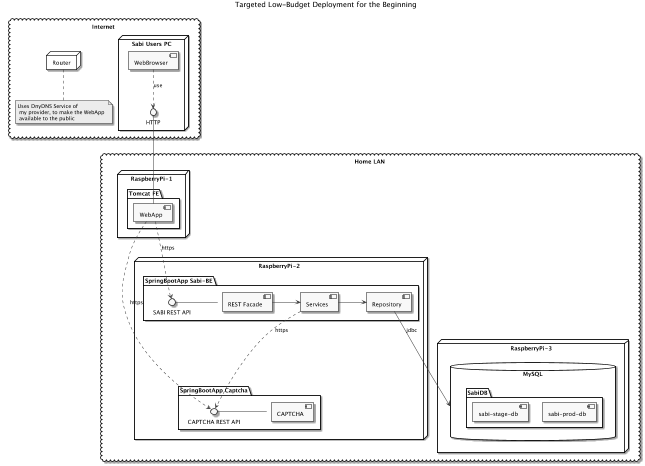 Targeted Low-Budget Deployment for the Beginning
Internet
Sabi Users PC
Router
WebBrowser
use
Uses DnyDNS Service of
my provider, to make the WebApp
available to the public
HTTP
Home LAN
RaspberryPi-1
Tomcat FE
WebApp
https
RaspberryPi-2
SpringBootApp Sabi-BE
REST Facade
Services
Repository
https
SABI REST API
https
jdbc
RaspberryPi-3
MySQL
SpringBootApp Captcha
SabiDB
CAPTCHA
sabi-stage-db
sabi-prod-db
CAPTCHA REST API